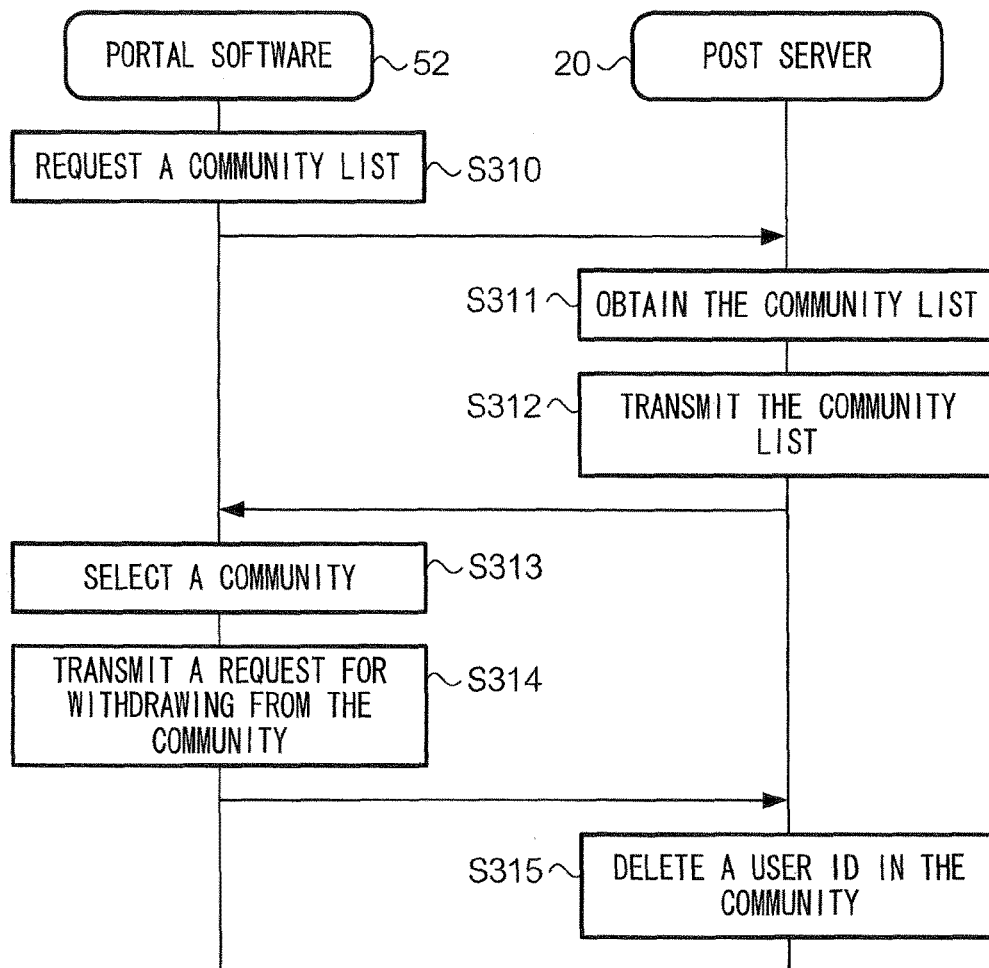 PORTAL SOFTWARE
52
20
POST SERVER
REQUEST A COMMUNITY LIST
S310
S311
OBTAIN THE COMMUNITY LIST
S312
TRANSMIT THE COMMUNITY
LIST
SELECT A COMMUNITY
S313
TRANSMIT A REQUEST FOR
WITHDRAWING FROM THE
COMMUNITY
S314
S315
DELETE A USER ID IN THE
COMMUNITY